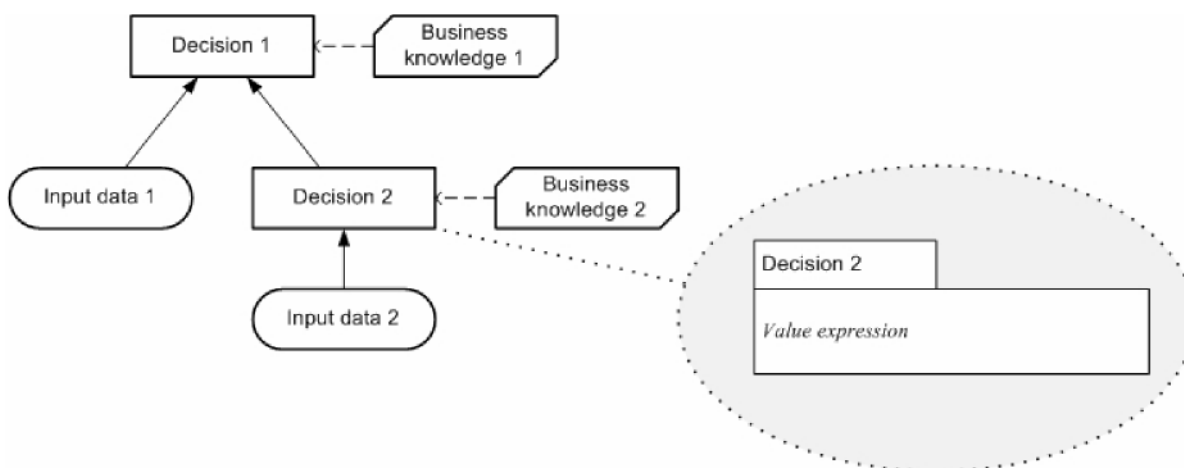 Decision 1
Business
knowledge 1
Input data 1
Decision 2
Business
knowledge 2
Input data 2
Decision 2
Value expression